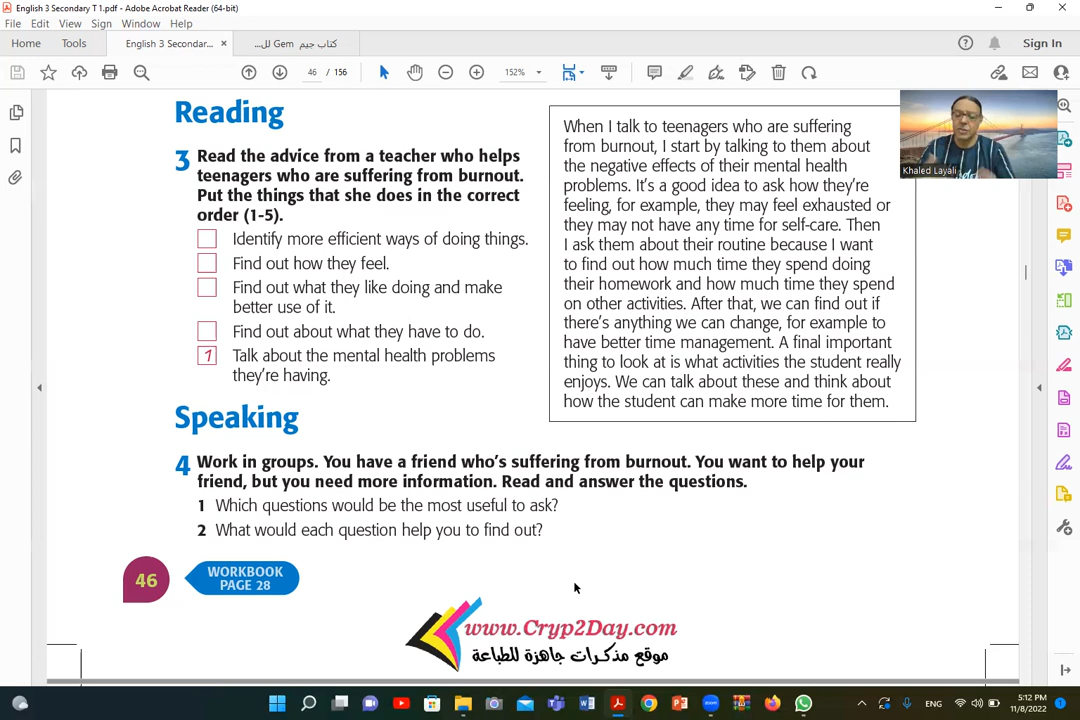 English 3 Secondary T 1.pdf - Adobe Acrobat Reader (64-bit)
File Edit View Sign Window Help
Home Tools English 3 Secondar... × كتاب جيم Gem لل... Sign In
46 / 156 152%
Reading
3 Read the advice from a teacher who helps
teenagers who are suffering from burnout.
Put the things that she does in the correct
order (1-5).
Identify more efficient ways of doing things.
Find out how they feel.
Find out what they like doing and make
better use of it.
Find out about what they have to do.
1 Talk about the mental health problems
they're having.
When I talk to teenagers who are suffering
from burnout, I start by talking to them about
the negative effects of their mental health
problems. It's a good idea to ask how they're
feeling, for example, they may feel exhausted or
they may not have any time for self-care. Then
I ask them about their routine because I want
to find out how much time they spend doing
their homework and how much time they spend
on other activities. After that, we can find out if
there's anything we can change, for example to
have better time management. A final important
thing to look at is what activities the student really
enjoys. We can talk about these and think about
how the student can make more time for them.
Khaled Layali
Speaking
4 Work in groups. You have a friend who's suffering from burnout. You want to help your
friend, but you need more information. Read and answer the questions.
1 Which questions would be the most useful to ask?
2 What would each question help you to find out?
46 WORKBOOK
PAGE 28
www.Cryp2Day.com
موقع مذكرات جاهزة للطباعة
ENG 5:12 PM
11/8/2022